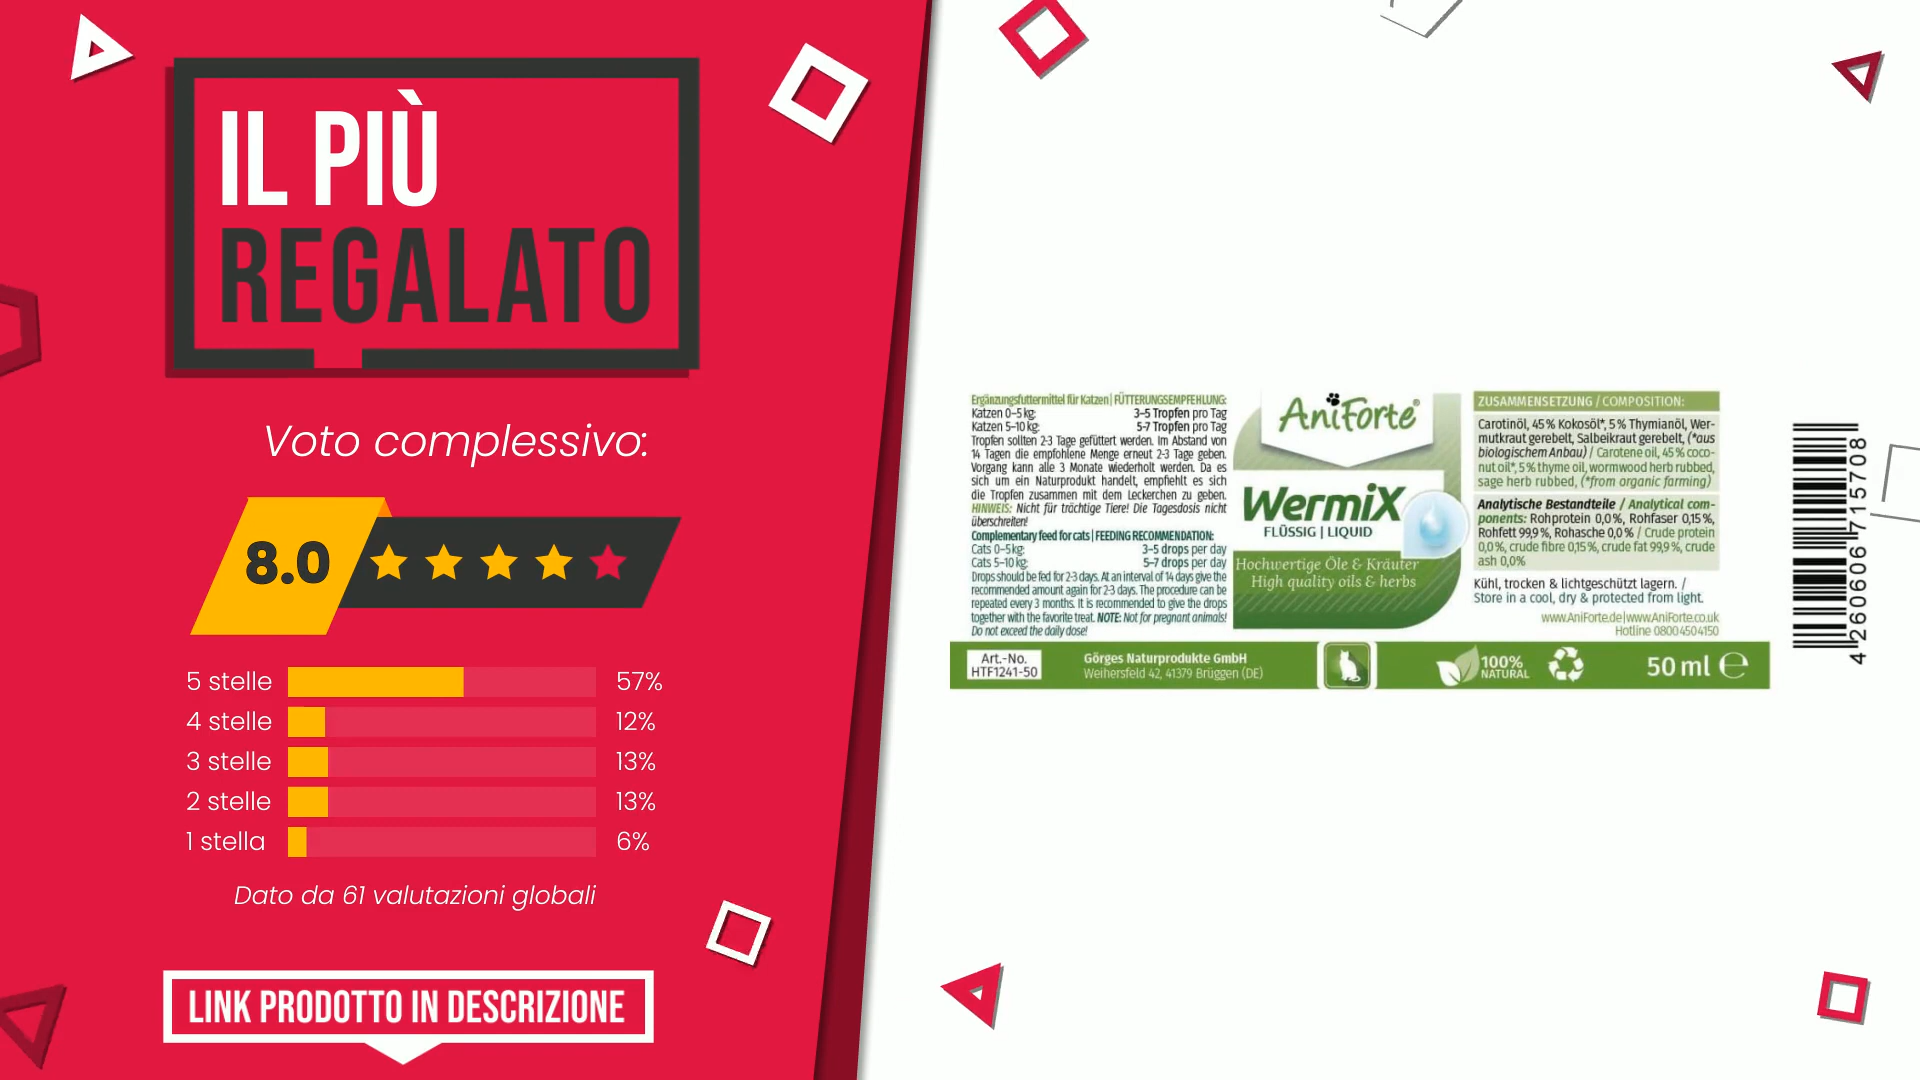 IL PIÙ
REGALATO
Voto complessivo:
8.0
5 stelle 57%
4 stelle 12%
3 stelle 13%
2 stelle 13%
1 stella 6%
Dato da 61 valutazioni globali
LINK PRODOTTO IN DESCRIZIONE
Ergänzungsfuttermittel für Katzen | FÜTTERUNGSEMPFEHLUNG:
Katzen 0–5 kg: 3–5 Tropfen pro Tag
Katzen 5–10 kg: 5-7 Tropfen pro Tag
Tropfen sollten 2-3 Tage gefüttert werden. Im Abstand von
14 Tagen die empfohlene Menge erneut 2-3 Tage geben.
Vorgang kann alle 3 Monate wiederholt werden. Da es
sich um ein Naturprodukt handelt, empfiehlt es sich
die Tropfen zusammen mit dem Leckerchen zu geben.
HINWEIS: Nicht für trächtige Tiere! Die Tagesdosis nicht
überschreiten!
Complementary feed for cats | FEEDING RECOMMENDATION:
Cats 0–5 kg: 3–5 drops per day
Cats 5–10 kg: 5–7 drops per day
Drops should be fed for 2-3 days. At an interval of 14 days give the
recommended amount again for 2-3 days. The procedure can be
repeated every 3 months. It is recommended to give the drops
together with the favorite treat. NOTE: Not for pregnant animals!
Do not exceed the daily dose!
AniForte®
WermiX
FLÜSSIG | LIQUID
Hochwertige Öle & Kräuter
High quality oils & herbs
ZUSAMMENSETZUNG / COMPOSITION:
Carotinöl, 45 % Kokosöl*, 5 % Thymianöl, Wer-
mutkraut gerebelt, Salbeikraut gerebelt, (*aus
biologischem Anbau) / Carotene oil, 45 % coco-
nut oil*, 5 % thyme oil, wormwood herb rubbed,
sage herb rubbed, (*from organic farming)
Analytische Bestandteile / Analytical com-
ponents: Rohprotein 0,0 %, Rohfaser 0,15 %,
Rohfett 99,9 %, Rohasche 0,0 % / Crude protein
0,0 %, crude fibre 0,15 %, crude fat 99,9 %, crude
ash 0,0%
Kühl, trocken & lichtgeschützt lagern. /
Store in a cool, dry & protected from light.
www.AniForte.de|www.AniForte.co.uk
Hotline 08004504150
Art.-No.
HTF1241-50
Görges Naturprodukte GmbH
Weihersfeld 42, 41379 Brüggen (DE)
100%
NATURAL
50 ml ℮
4 260606 715708